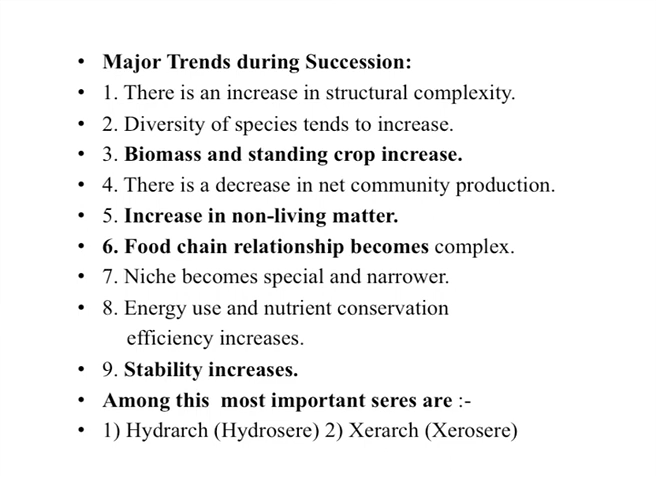 • Major Trends during Succession:
• 1. There is an increase in structural complexity.
• 2. Diversity of species tends to increase.
• 3. Biomass and standing crop increase.
• 4. There is a decrease in net community production.
• 5. Increase in non-living matter.
• 6. Food chain relationship becomes complex.
• 7. Niche becomes special and narrower.
• 8. Energy use and nutrient conservation
efficiency increases.
• 9. Stability increases.
• Among this most important seres are :-
• 1) Hydrarch (Hydrosere) 2) Xerarch (Xerosere)